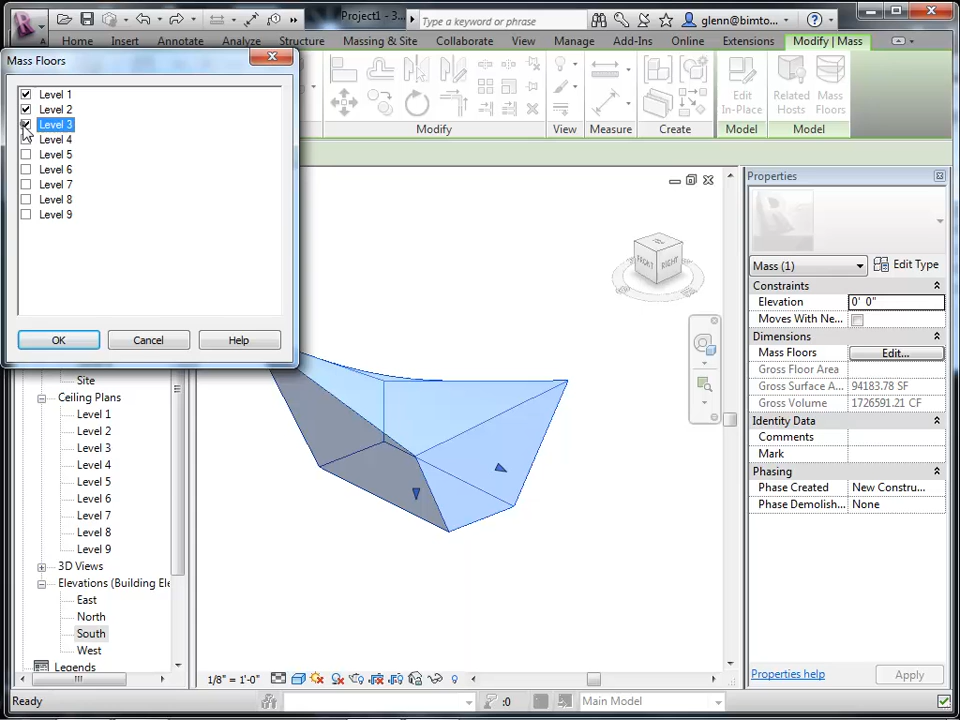 Project1 - 3...
Type a keyword or phrase
glenn@bimto...
Home Insert Annotate Analyze Structure Massing & Site Collaborate View Manage Add-Ins Online Extensions Modify | Mass
Mass Floors
Level 1
Level 2
Level 3
Level 4
Level 5
Level 6
Level 7
Level 8
Level 9
OK Cancel Help
Edit In-Place
Related Hosts
Mass Floors
Modify View Measure Create Model Model
Site
Ceiling Plans
Level 1
Level 2
Level 3
Level 4
Level 5
Level 6
Level 7
Level 8
Level 9
3D Views
Elevations (Building Ele
East
North
South
West
Legends
TOP
FRONT
RIGHT
Properties
Mass (1)
Edit Type
Constraints
Elevation 0' 0"
Moves With Ne...
Dimensions
Mass Floors Edit...
Gross Floor Area
Gross Surface A... 94183.78 SF
Gross Volume 1726591.21 CF
Identity Data
Comments
Mark
Phasing
Phase Created New Constru...
Phase Demolish... None
Properties help
Apply
1/8" = 1'-0"
Ready
:0
Main Model